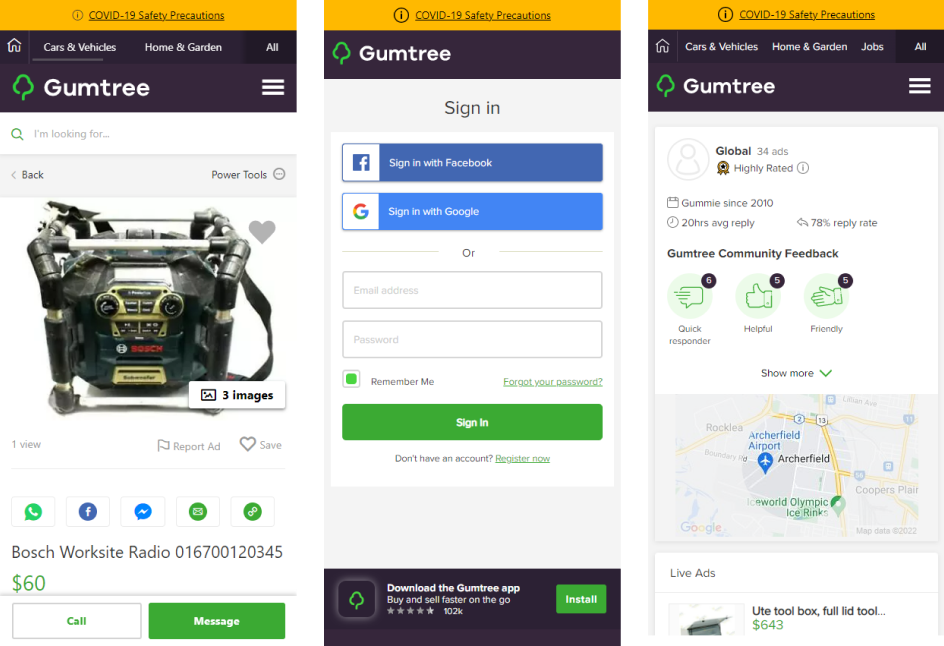 COVID-19 Safety Precautions
Cars & Vehicles Home & Garden All
Gumtree
I'm looking for...
Back Power Tools
BOSCH
Subwoofer
3 images
1 view Report Ad Save
Bosch Worksite Radio 016700120345
$60
Call Message
COVID-19 Safety Precautions
Gumtree
Sign in
Sign in with Facebook
Sign in with Google
Or
Email address
Password
Remember Me Forgot your password?
Sign In
Don't have an account? Register now
Download the Gumtree app
Buy and sell faster on the go
102k
Install
COVID-19 Safety Precautions
Cars & Vehicles Home & Garden Jobs All
Gumtree
Global 34 ads
Highly Rated
Gummie since 2010
20hrs avg reply 78% reply rate
Gumtree Community Feedback
6 5 5
Quick responder
Helpful
Friendly
Show more
Lillian Ave
Rocklea
2 13 11
Archerfield Airport
Boundary Rd
Archerfield
56
Coopers Plair
Iceworld Olympic Ice Rinks
Google
Map data ©2022
Live Ads
Ute tool box, full lid tool...
$643